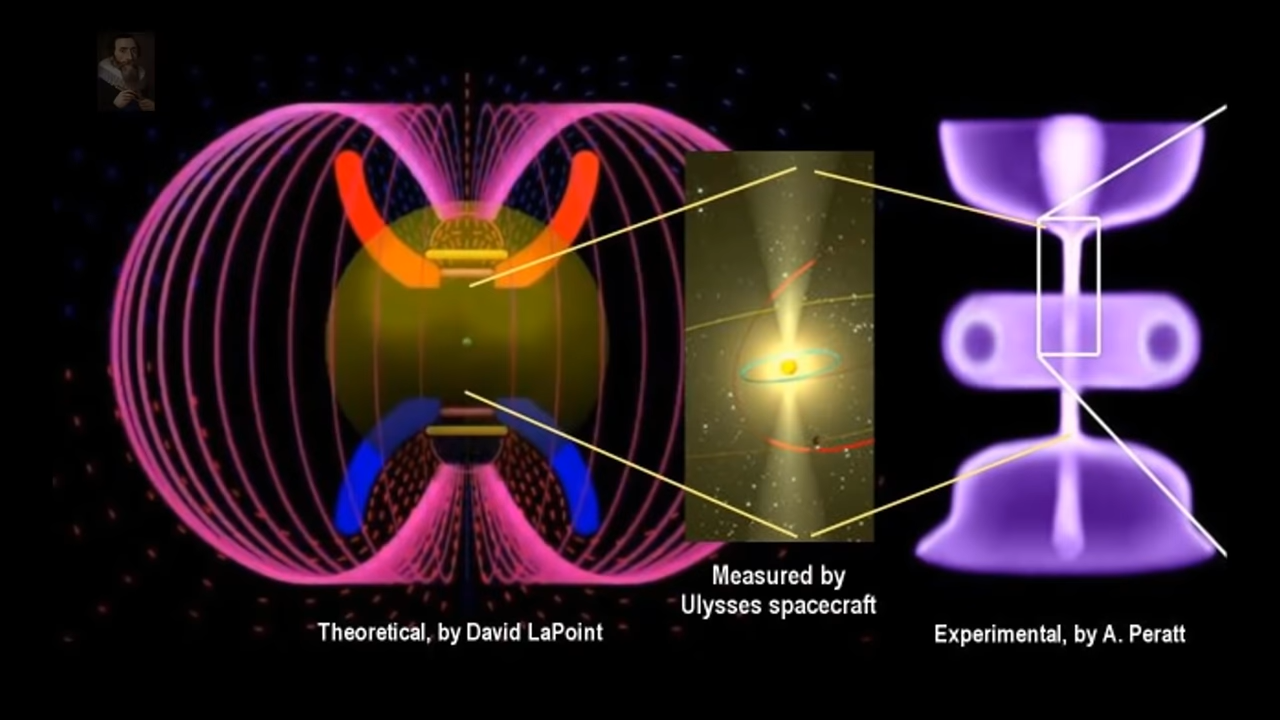 Measured by
Ulysses spacecraft
Theoretical, by David LaPoint
Experimental, by A. Peratt